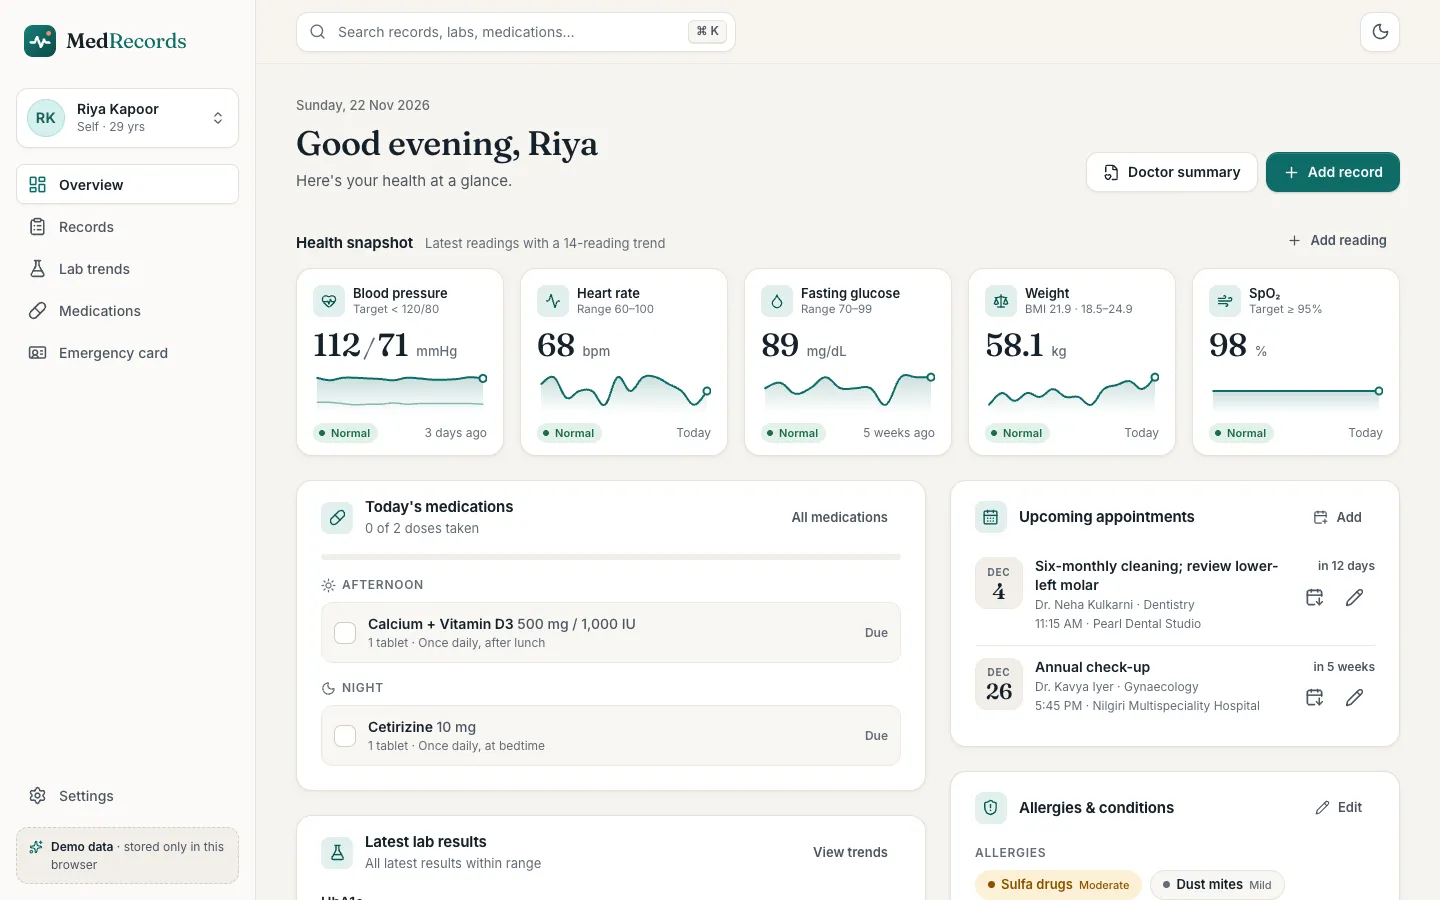 MedRecords
Search records, labs, medications...
⌘ K
RK
Riya Kapoor
Self · 29 yrs
Overview
Records
Lab trends
Medications
Emergency card
Settings
Demo data · stored only in this
browser
Sunday, 22 Nov 2026
Good evening, Riya
Here's your health at a glance.
Doctor summary
Add record
Health snapshot
Latest readings with a 14-reading trend
Add reading
Blood pressure
Target < 120/80
112/71 mmHg
Normal
3 days ago
Heart rate
Range 60–100
68 bpm
Normal
Today
Fasting glucose
Range 70–99
89 mg/dL
Normal
5 weeks ago
Weight
BMI 21.9 · 18.5–24.9
58.1 kg
Normal
Today
SpO₂
Target ≥ 95%
98 %
Normal
Today
Today's medications
0 of 2 doses taken
All medications
AFTERNOON
Calcium + Vitamin D3 500 mg / 1,000 IU
1 tablet · Once daily, after lunch
Due
NIGHT
Cetirizine 10 mg
1 tablet · Once daily, at bedtime
Due
Latest lab results
All latest results within range
View trends
HbA1c
Upcoming appointments
Add
DEC
4
Six-monthly cleaning; review lower-
left molar
Dr. Neha Kulkarni · Dentistry
11:15 AM · Pearl Dental Studio
in 12 days
DEC
26
Annual check-up
Dr. Kavya Iyer · Gynaecology
5:45 PM · Nilgiri Multispeciality Hospital
in 5 weeks
Allergies & conditions
Edit
ALLERGIES
Sulfa drugs Moderate
Dust mites Mild